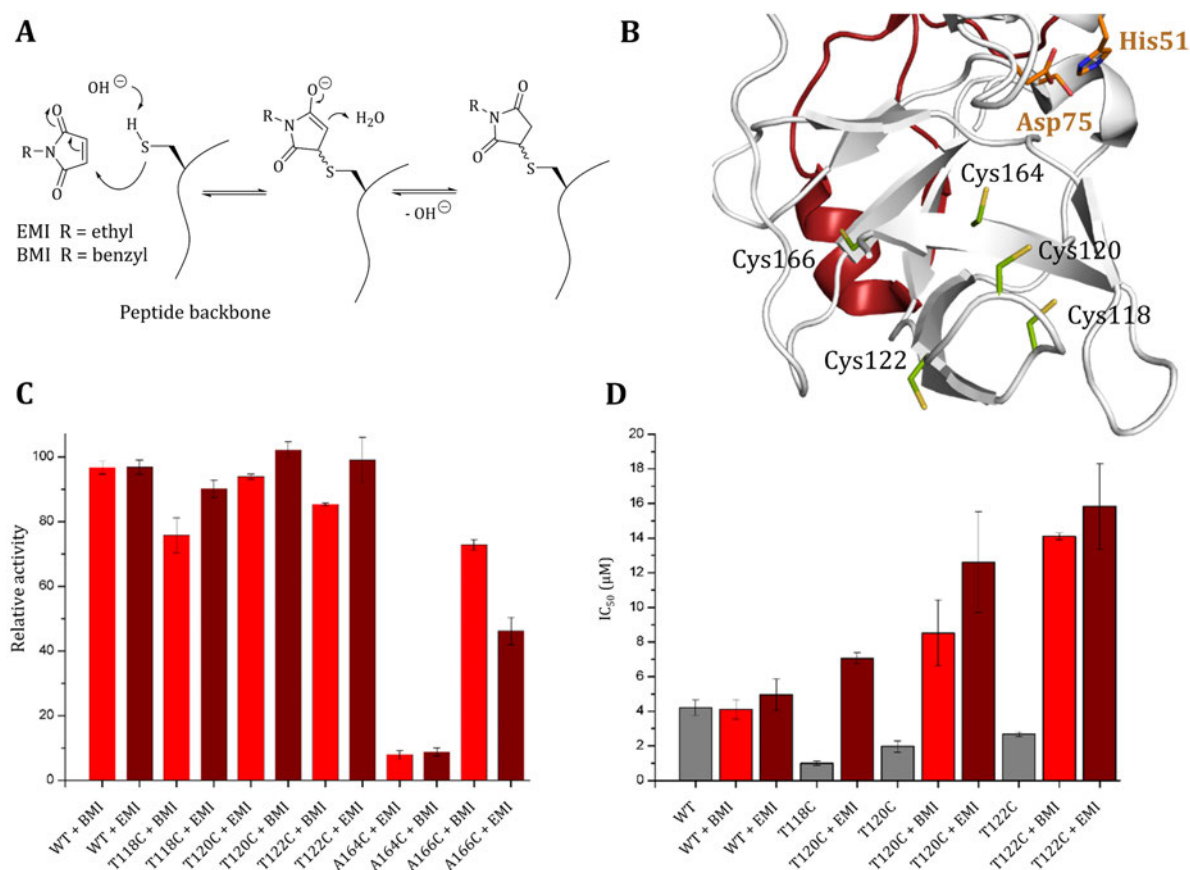 A
OH⊖
O
R
N
O
H
S
O⊖
R
N
O
S
H₂O
- OH⊖
O
R
N
O
S
EMI R = ethyl
BMI R = benzyl
Peptide backbone
B
His51
Asp75
Cys164
Cys166
Cys120
Cys118
Cys122
C
Relative activity
100
80
60
40
20
0
WT + BMI
WT + EMI
T118C + BMI
T118C + EMI
T120C + EMI
T120C + BMI
T122C + BMI
T122C + EMI
A164C + EMI
A164C + BMI
A166C + BMI
A166C + EMI
D
IC₅₀ (µM)
20
18
16
14
12
10
8
6
4
2
0
WT
WT + BMI
WT + EMI
T118C
T120C + EMI
T120C
T120C + BMI
T120C + EMI
T122C
T122C + BMI
T122C + EMI